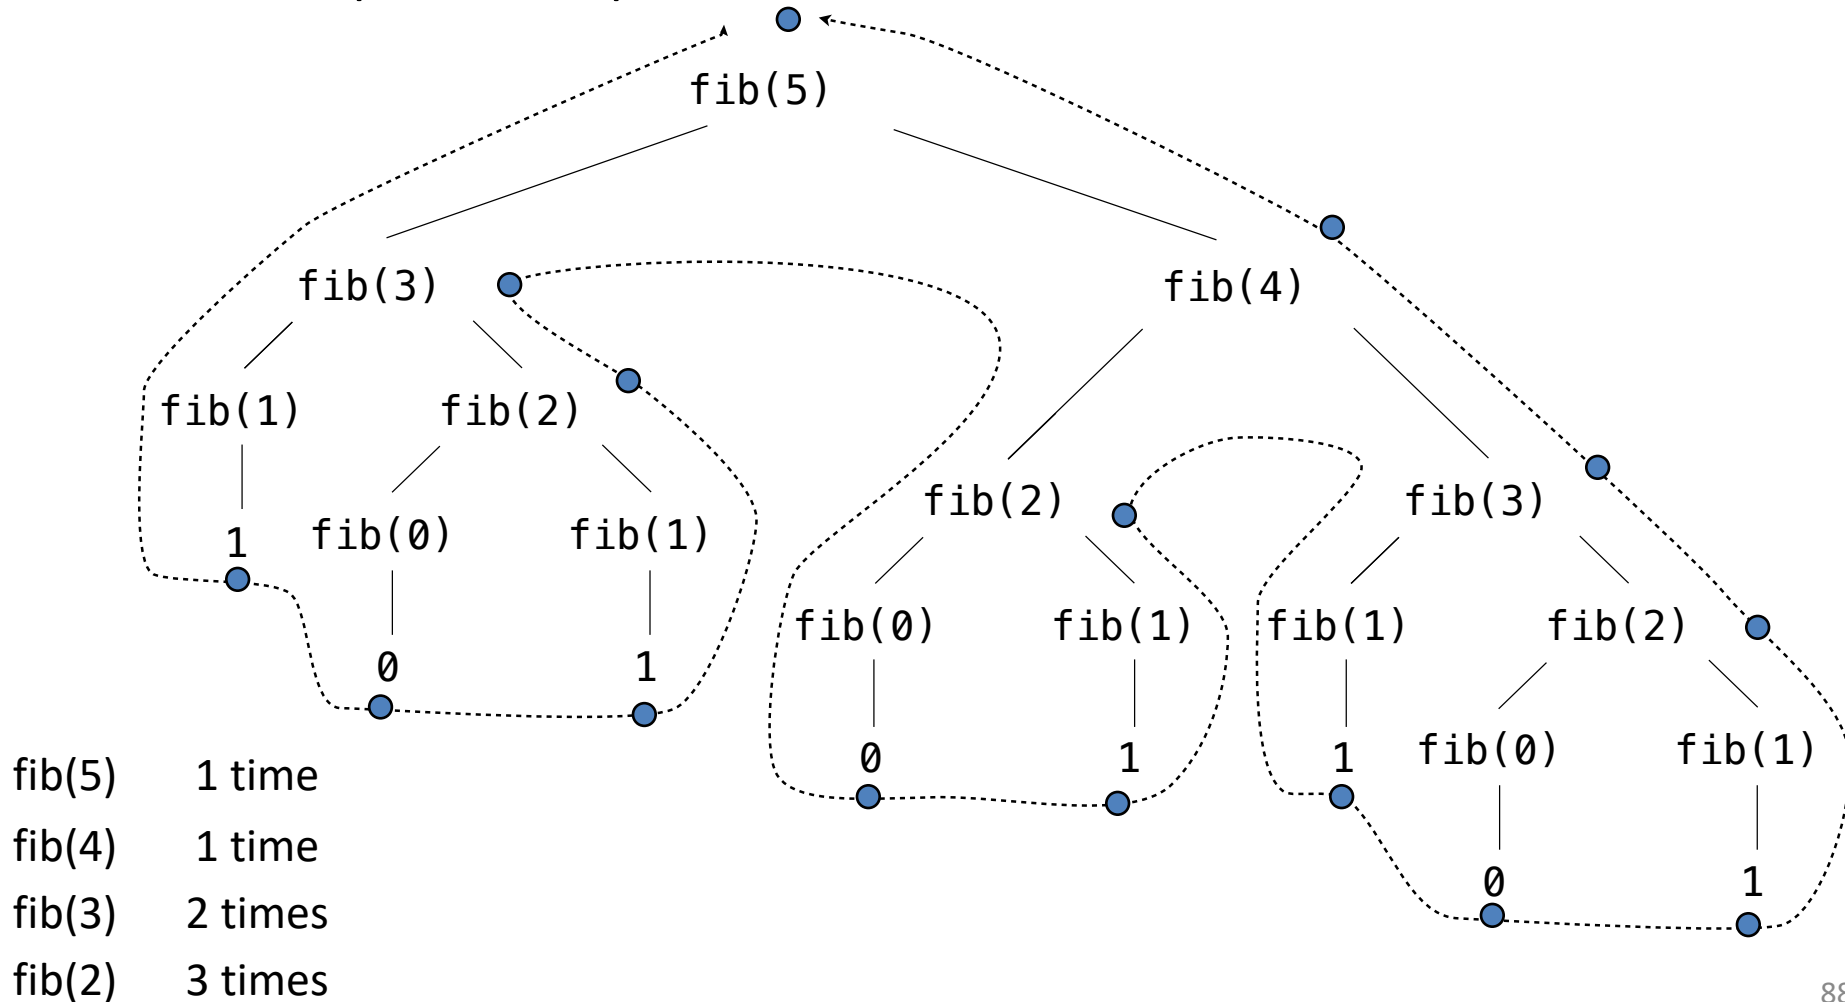 fib(5)
fib(3)
fib(4)
fib(1)
fib(2)
fib(2)
fib(3)
1
fib(0)
fib(1)
fib(0)
fib(1)
fib(1)
fib(2)
0
1
0
1
1
fib(0)
fib(1)
0
1
fib(5) 1 time
fib(4) 1 time
fib(3) 2 times
fib(2) 3 times
88